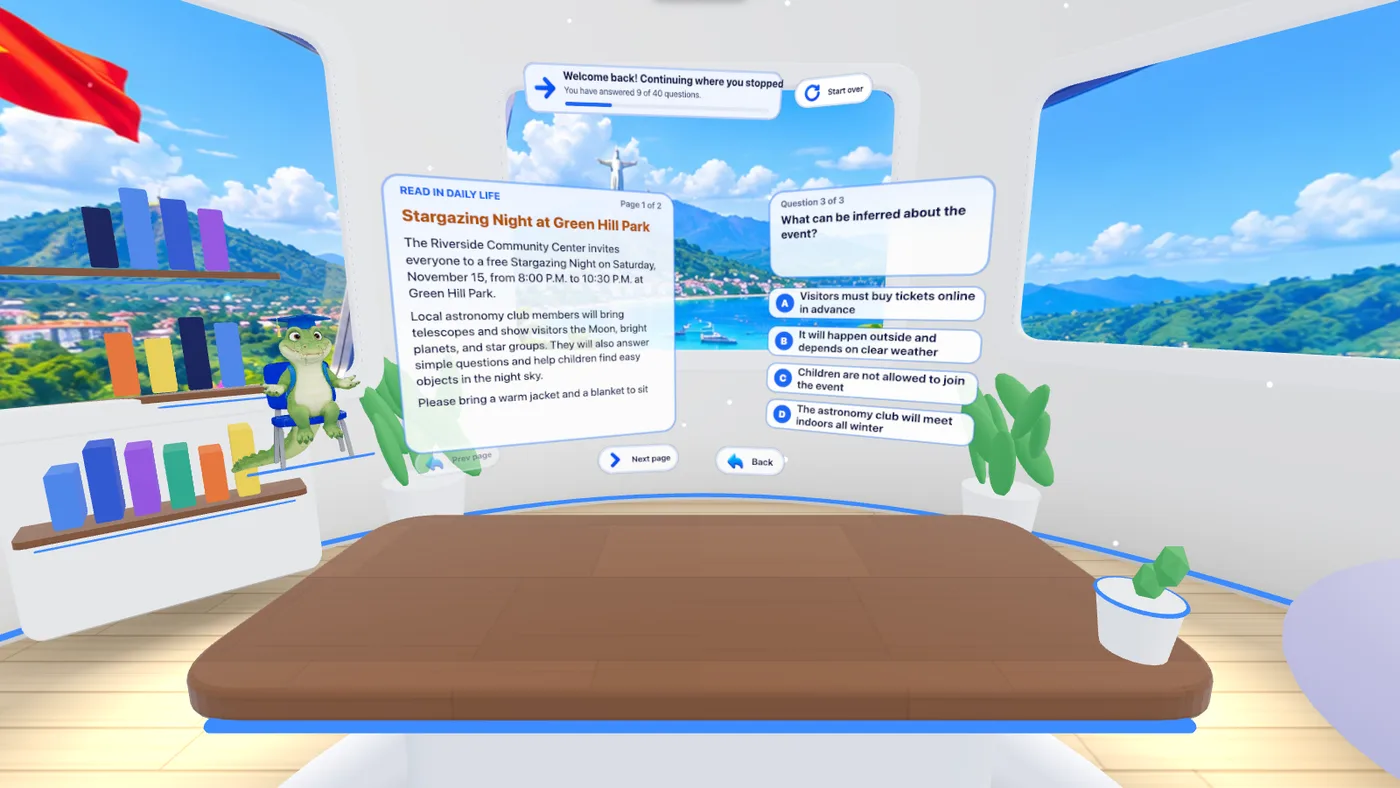 Welcome back! Continuing where you stopped
You have answered 9 of 40 questions.
Start over
READ IN DAILY LIFE
Page 1 of 2
Stargazing Night at Green Hill Park
The Riverside Community Center invites
everyone to a free Stargazing Night on Saturday,
November 15, from 8:00 P.M. to 10:30 P.M. at
Green Hill Park.
Local astronomy club members will bring
telescopes and show visitors the Moon, bright
planets, and star groups. They will also answer
simple questions and help children find easy
objects in the night sky.
Please bring a warm jacket and a blanket to sit
Prev page
Next page
Question 3 of 3
What can be inferred about the
event?
A Visitors must buy tickets online
in advance
B It will happen outside and
depends on clear weather
C Children are not allowed to join
the event
D The astronomy club will meet
indoors all winter
Back